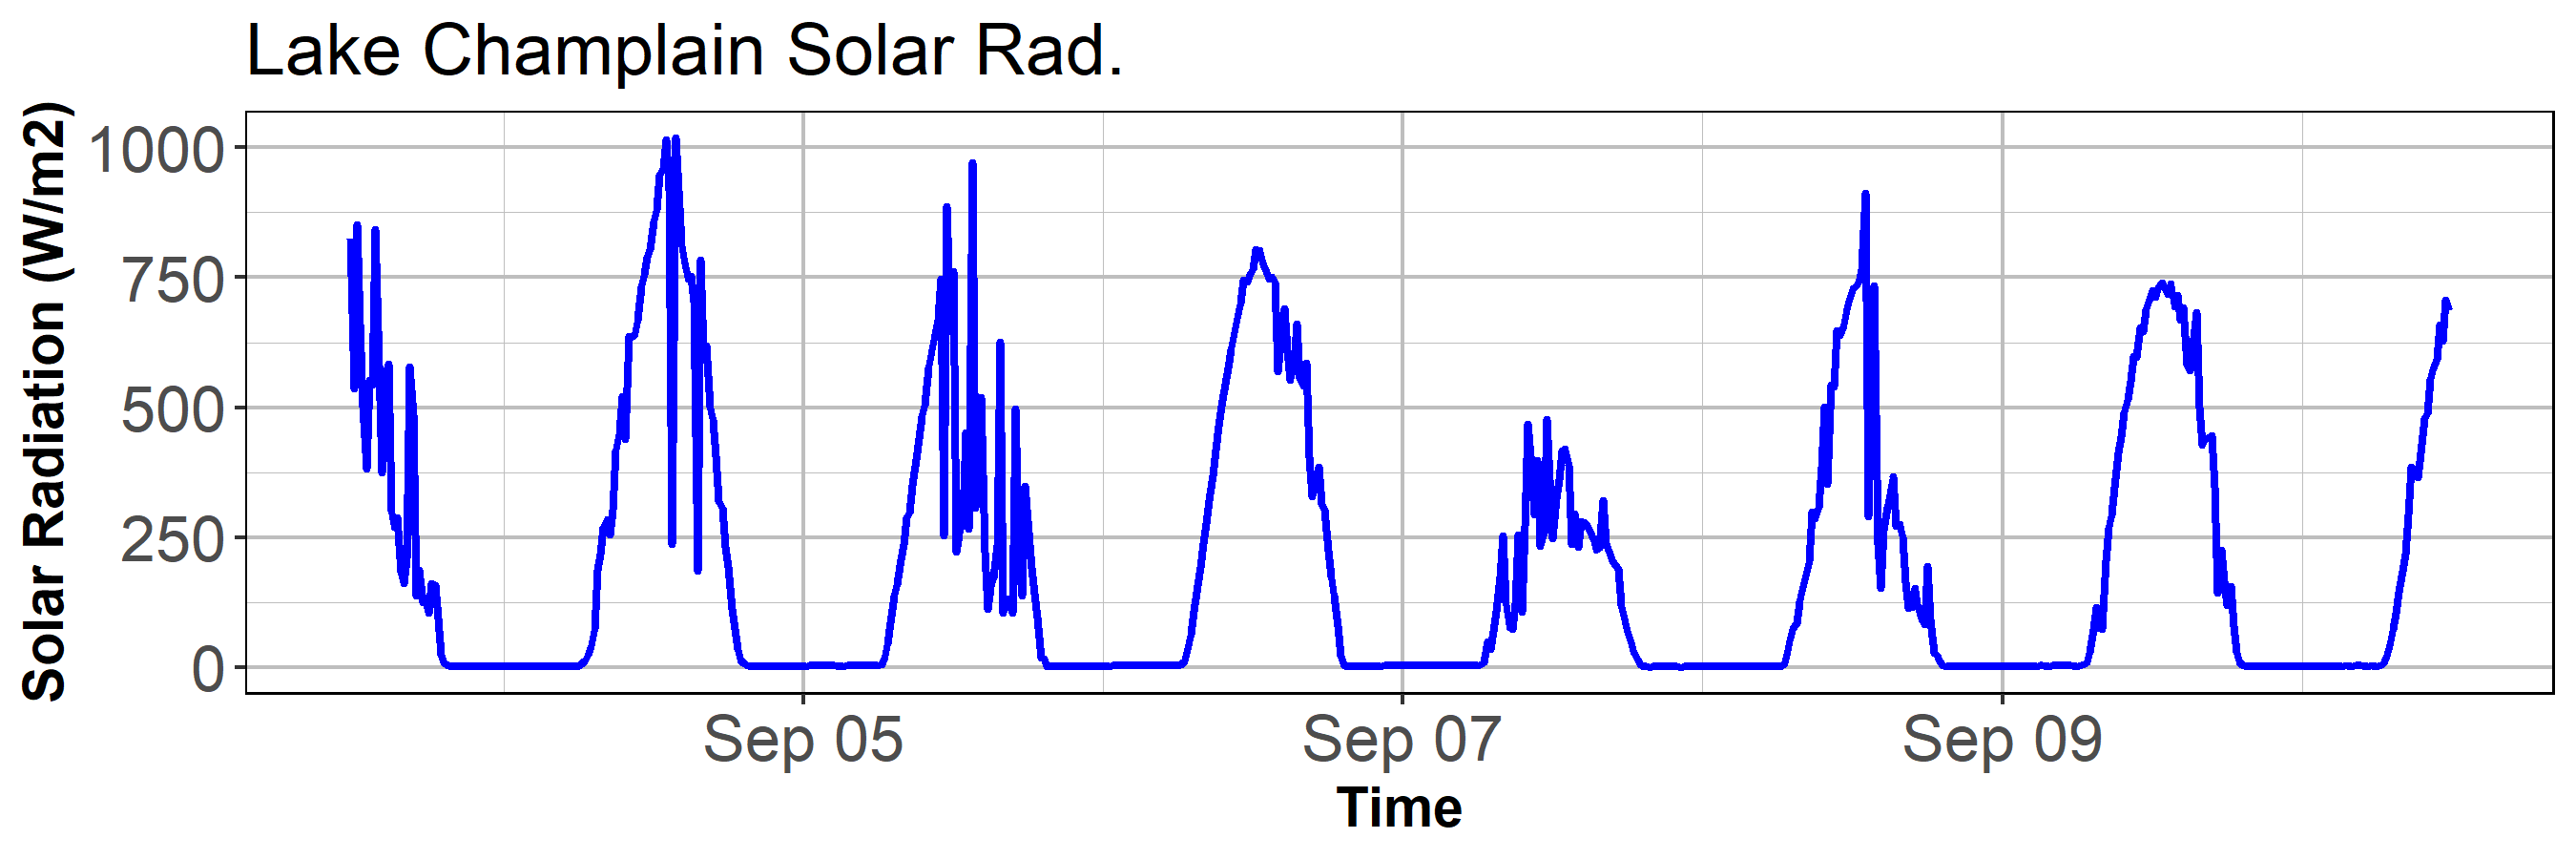 Lake Champlain Solar Rad.
Solar Radiation (W/m2)
1000
750
500
250
0
Sep 05 Sep 07 Sep 09
Time